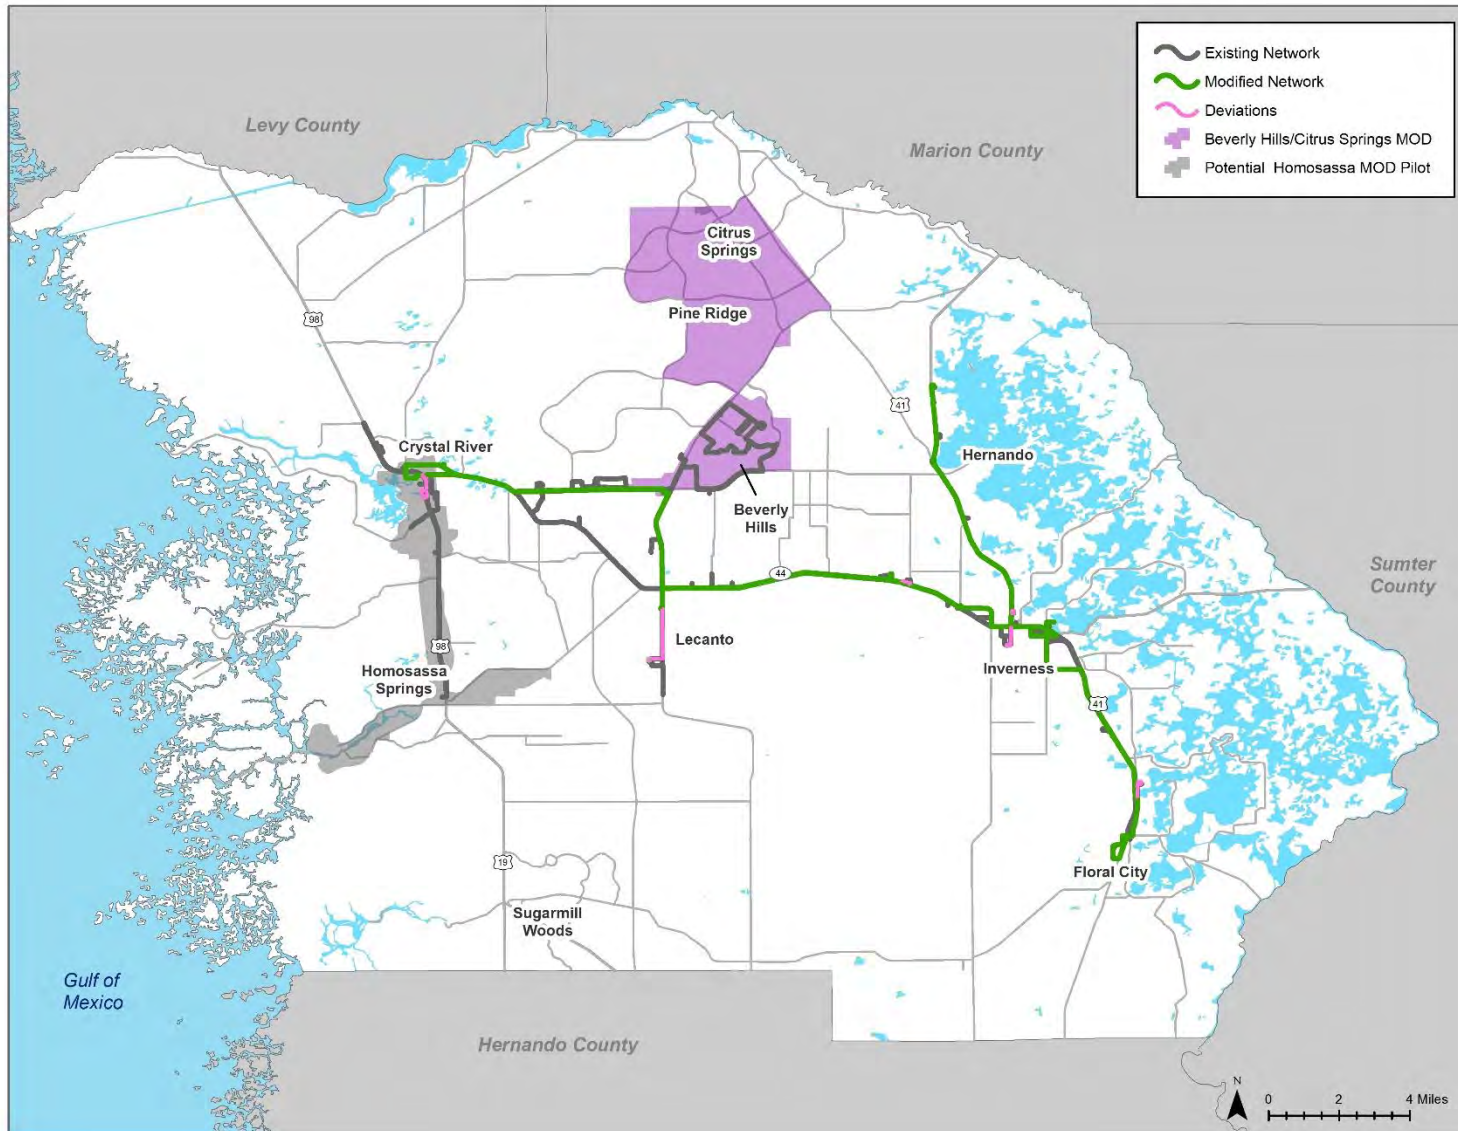 Existing Network
Modified Network
Deviations
Beverly Hills/Citrus Springs MOD
Potential Homosassa MOD Pilot
Levy County
Marion County
Citrus
Springs
Pine Ridge
98
41
Crystal River
Hernando
Beverly
Hills
44
Sumter
County
Lecanto
98
Homosassa
Springs
Inverness
41
19
Floral City
Sugarmill
Woods
Gulf of
Mexico
Hernando County
N
0 2 4 Miles